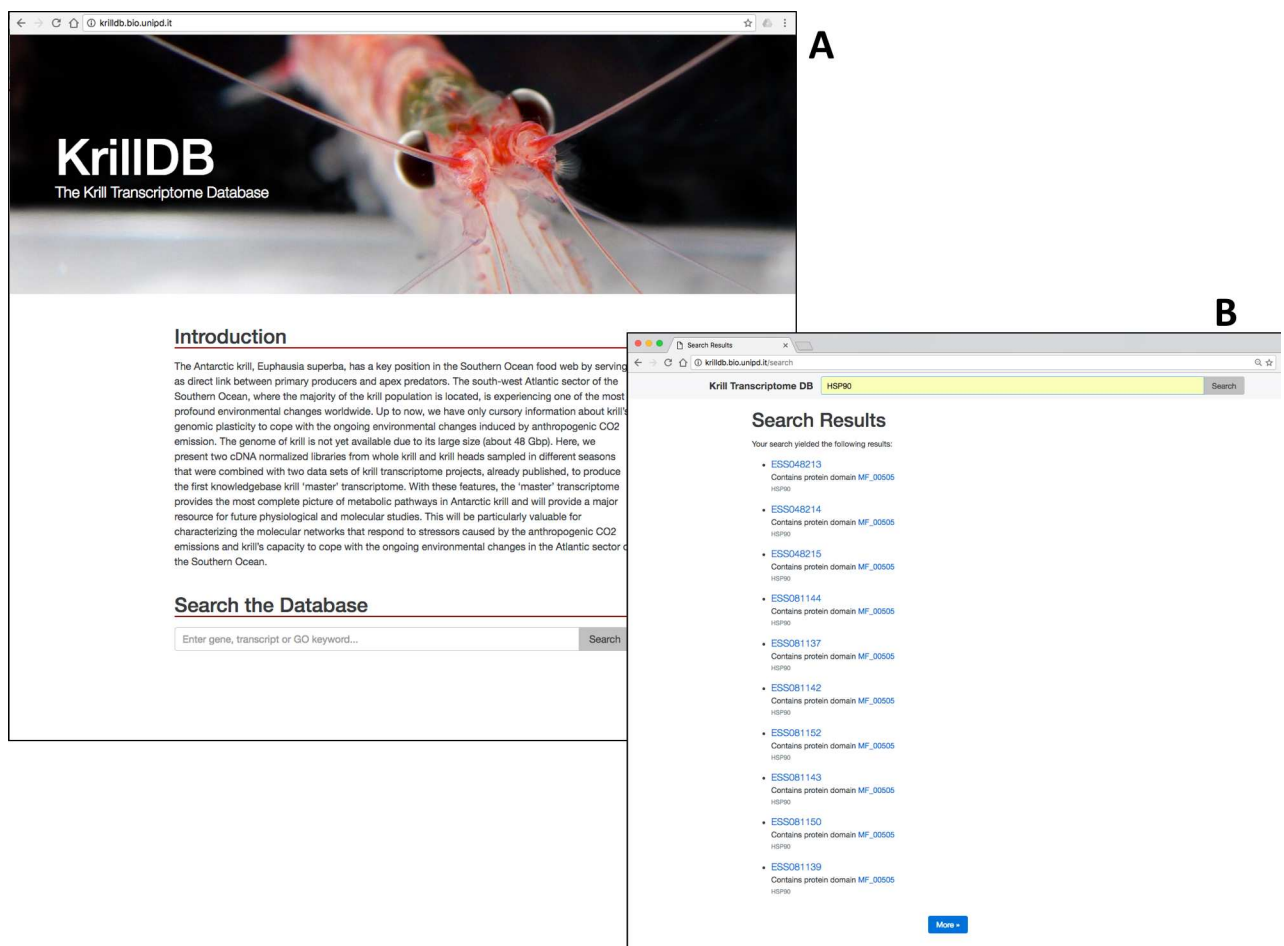 krilldb.bio.unipd.it
A
KrillDB
The Krill Transcriptome Database
Introduction
The Antarctic krill, Euphausia superba, has a key position in the Southern Ocean food web by serving
as direct link between primary producers and apex predators. The south-west Atlantic sector of the
Southern Ocean, where the majority of the krill population is located, is experiencing one of the most
profound environmental changes worldwide. Up to now, we have only cursory information about krill's
genomic plasticity to cope with the ongoing environmental changes induced by anthropogenic CO2
emission. The genome of krill is not yet available due to its large size (about 48 Gbp). Here, we
present two cDNA normalized libraries from whole krill and krill heads sampled in different seasons
that were combined with two data sets of krill transcriptome projects, already published, to produce
the first knowledgebase krill 'master' transcriptome. With these features, the 'master' transcriptome
provides the most complete picture of metabolic pathways in Antarctic krill and will provide a major
resource for future physiological and molecular studies. This will be particularly valuable for
characterizing the molecular networks that respond to stressors caused by the anthropogenic CO2
emissions and krill's capacity to cope with the ongoing environmental changes in the Atlantic sector
the Southern Ocean.
Search the Database
Enter gene, transcript or GO keyword...
Search
B
Search Results
krilldb.bio.unipd.it/search
Krill Transcriptome DB
HSP90
Search
Search Results
Your search yielded the following results:
• ESS048213
Contains protein domain MF_00505
HSP90
• ESS048214
Contains protein domain MF_00505
HSP90
• ESS048215
Contains protein domain MF_00505
HSP90
• ESS081144
Contains protein domain MF_00505
HSP90
• ESS081137
Contains protein domain MF_00505
HSP90
• ESS081142
Contains protein domain MF_00505
HSP90
• ESS081152
Contains protein domain MF_00505
HSP90
• ESS081143
Contains protein domain MF_00505
HSP90
• ESS081150
Contains protein domain MF_00505
HSP90
• ESS081139
Contains protein domain MF_00505
HSP90
More »